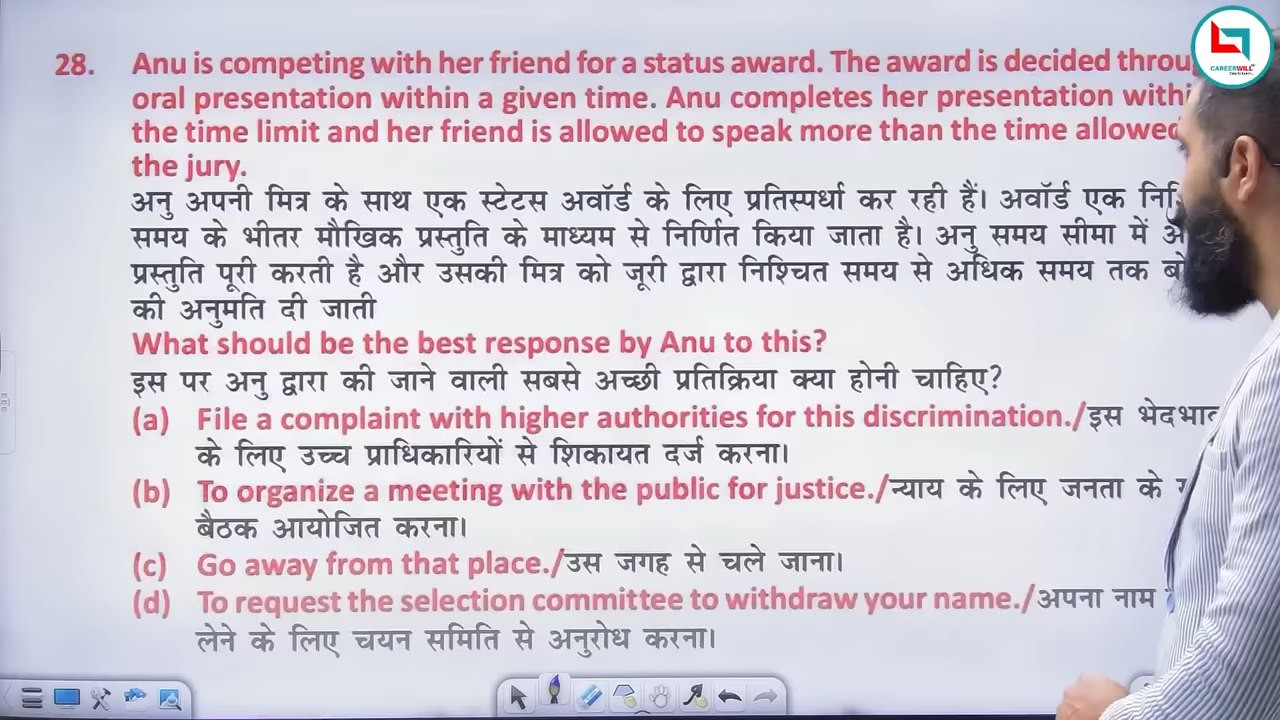 CAREERWILL
28. Anu is competing with her friend for a status award. The award is decided
oral presentation within a given time. Anu completes her presentation
the time limit and her friend is allowed to speak more than the time
the jury.
अनु अपनी मित्र के साथ एक स्टेटस अवॉर्ड के लिए प्रतिस्पर्धा कर रही हैं। अवॉर्ड एक
समय के भीतर मौखिक प्रस्तुति के माध्यम से निर्णित किया जाता है। अनु समय सीमा में
प्रस्तुति पूरी करती है और उसकी मित्र को जूरी द्वारा निश्चित समय से अधिक समय तक
की अनुमति दी जाती
What should be the best response by Anu to this?
इस पर अनु द्वारा की जाने वाली सबसे अच्छी प्रतिक्रिया क्या होनी चाहिए?
(a) File a complaint with higher authorities for this discrimination./इस
के लिए उच्च प्राधिकारियों से शिकायत दर्ज करना।
(b) To organize a meeting with the public for justice./न्याय के लिए जनता के
बैठक आयोजित करना।
(c) Go away from that place./उस जगह से चले जाना।
(d) To request the selection committee to withdraw your name./अपना नाम
लेने के लिए चयन समिति से अनुरोध करना।